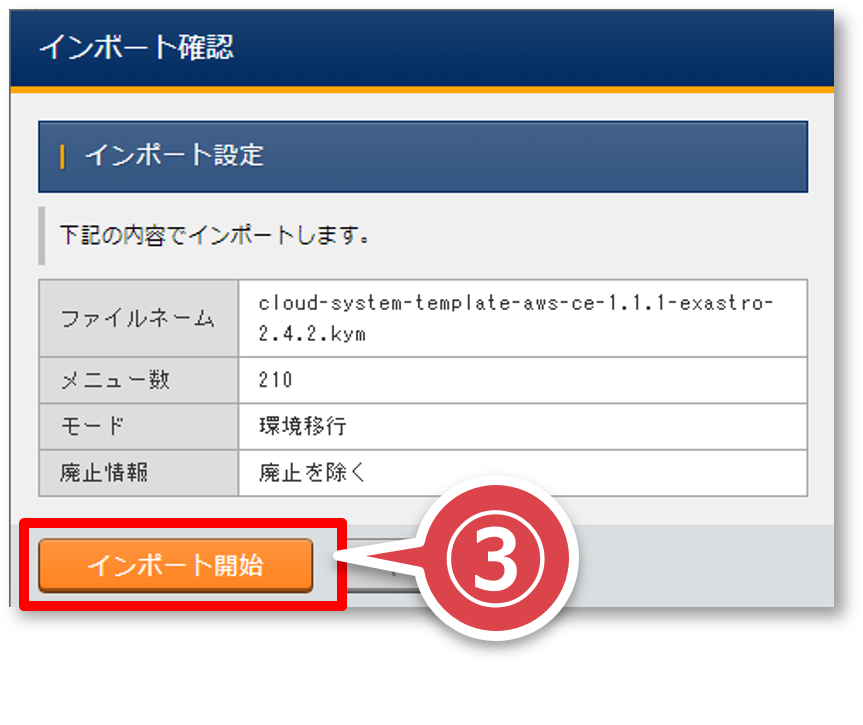 インポート確認
インポート設定
下記の内容でインポートします。
ファイルネーム
cloud-system-template-aws-ce-1.1.1-exastro-
2.4.2.kym
メニュー数
210
モード
環境移行
廃止情報
廃止を除く
インポート開始
③